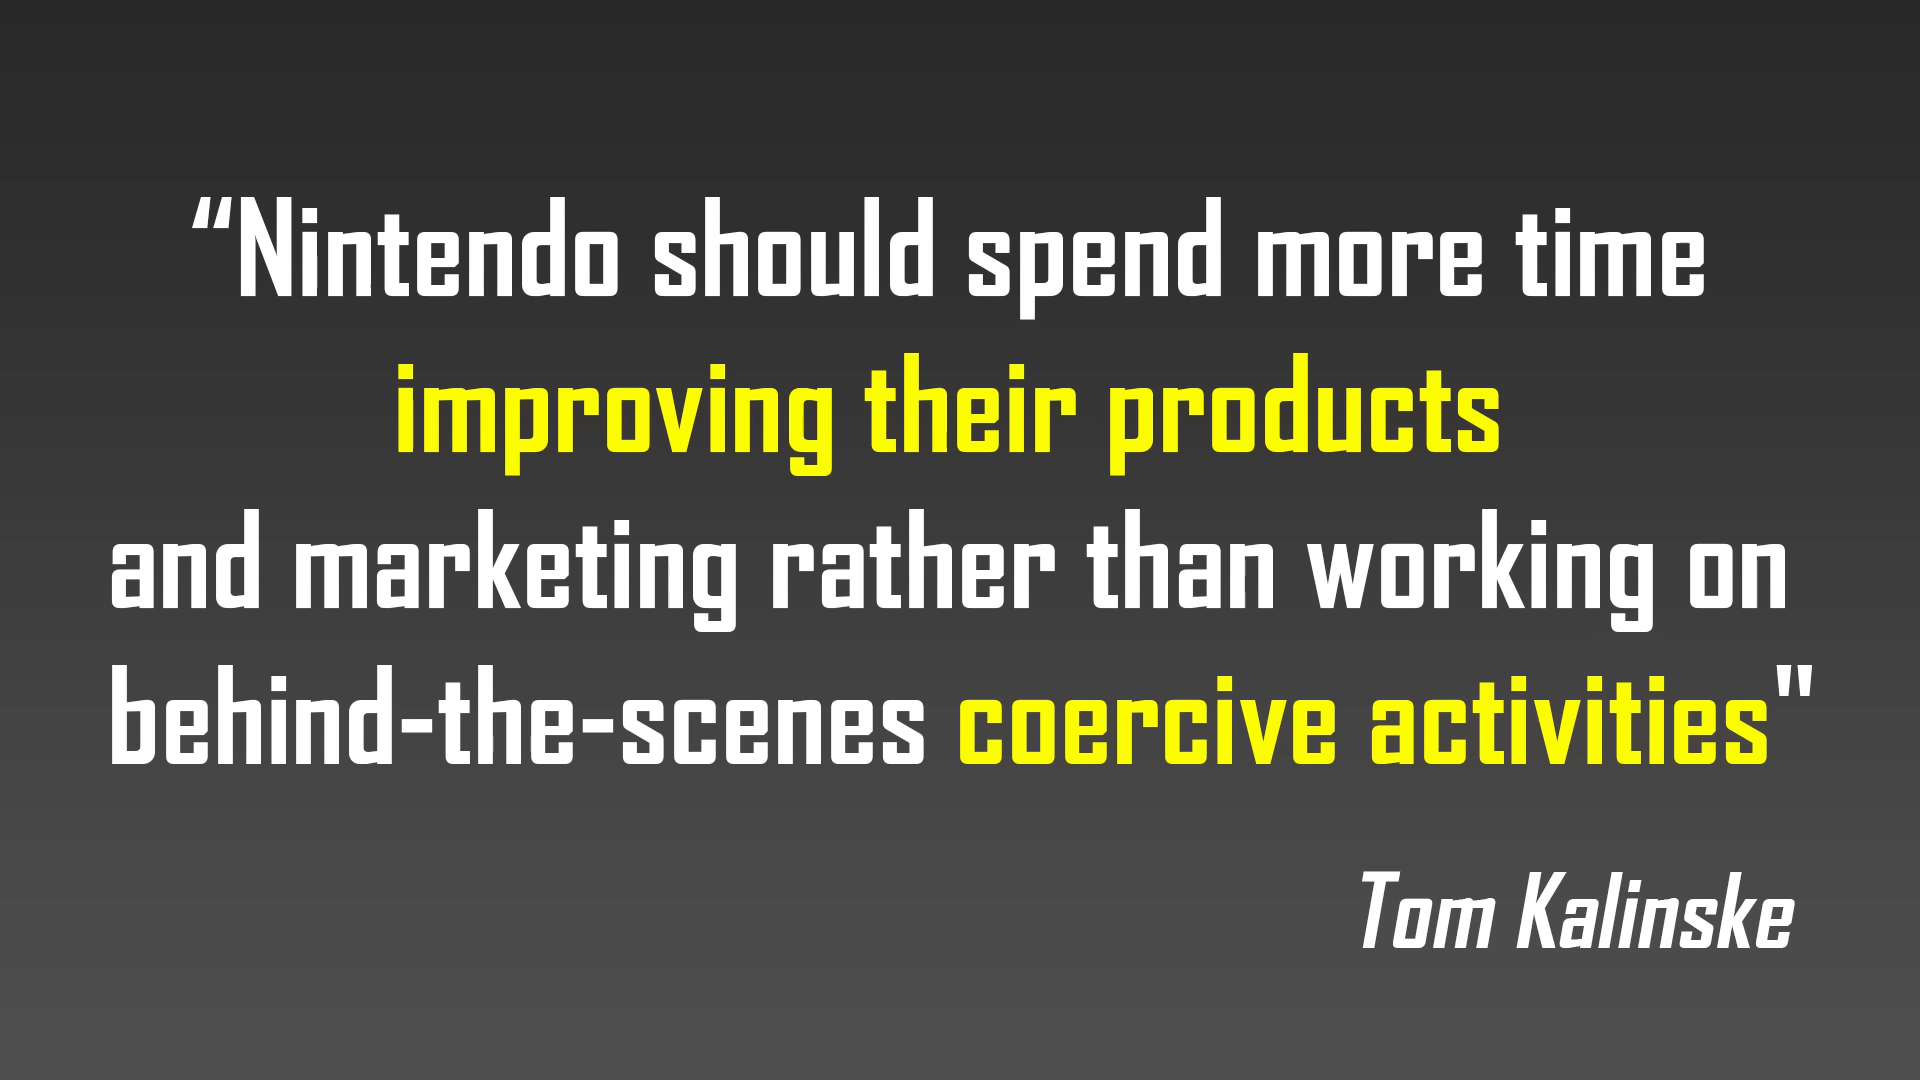 “Nintendo should spend more time
improving their products
and marketing rather than working on
behind-the-scenes coercive activities"
Tom Kalinske